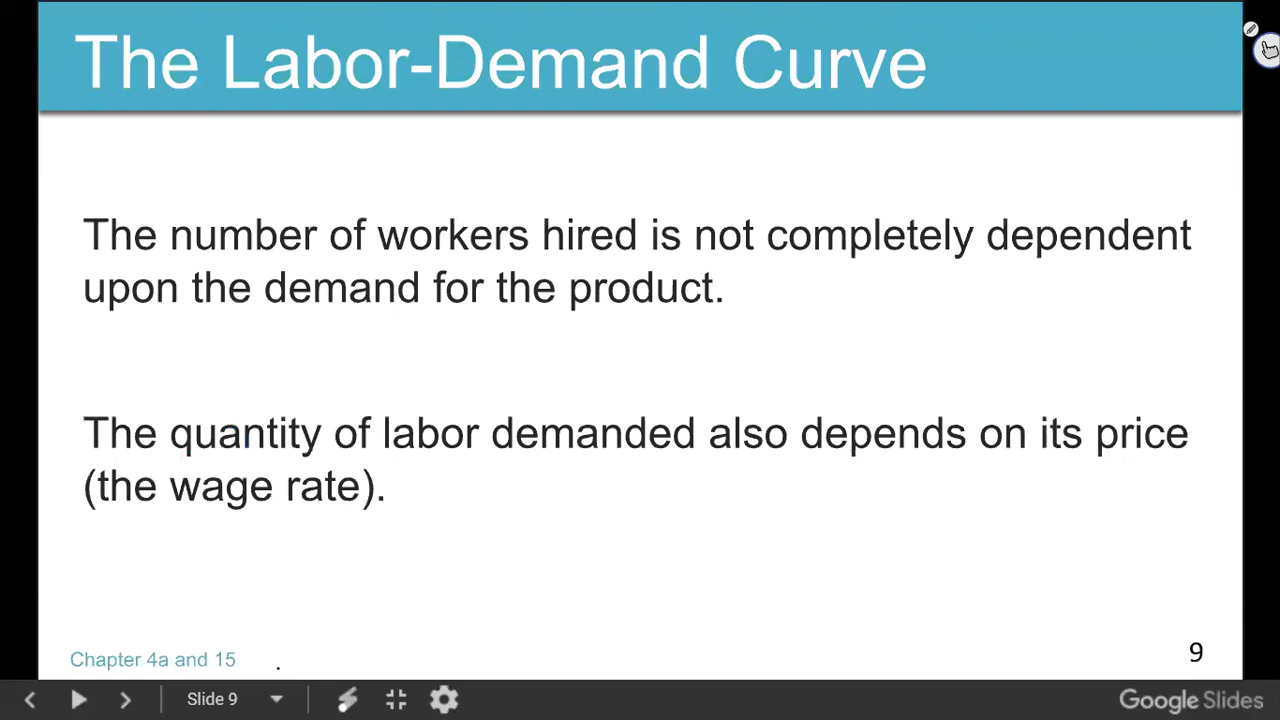 The Labor-Demand Curve
The number of workers hired is not completely dependent
upon the demand for the product.
The quantity of labor demanded also depends on its price
(the wage rate).
Chapter 4a and 15 .
9
Slide 9
Google Slides